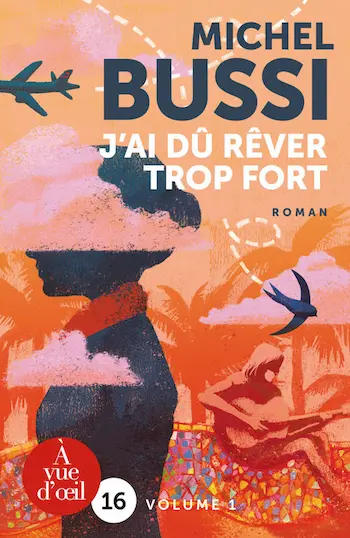 MICHEL
BUSSI
J'AI DÛ RÊVER
TROP FORT
ROMAN
À
vue
d'œil
16
VOLUME 1